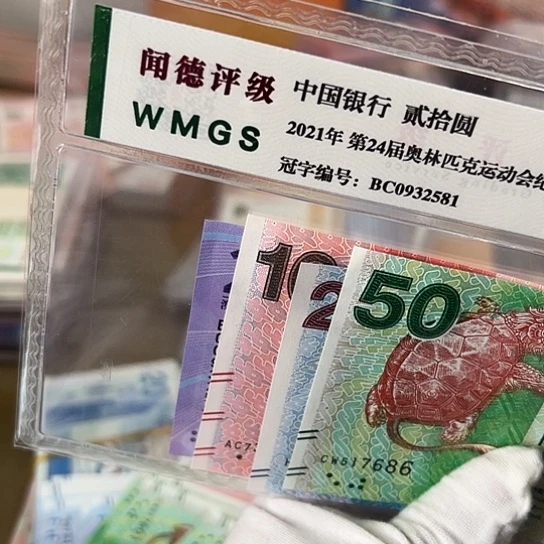 闻德评级
WMGS
中国银行 贰拾圆
2021年 第24届奥林匹克运动会
冠字编号: BC0932581
10
2
50
CW517686